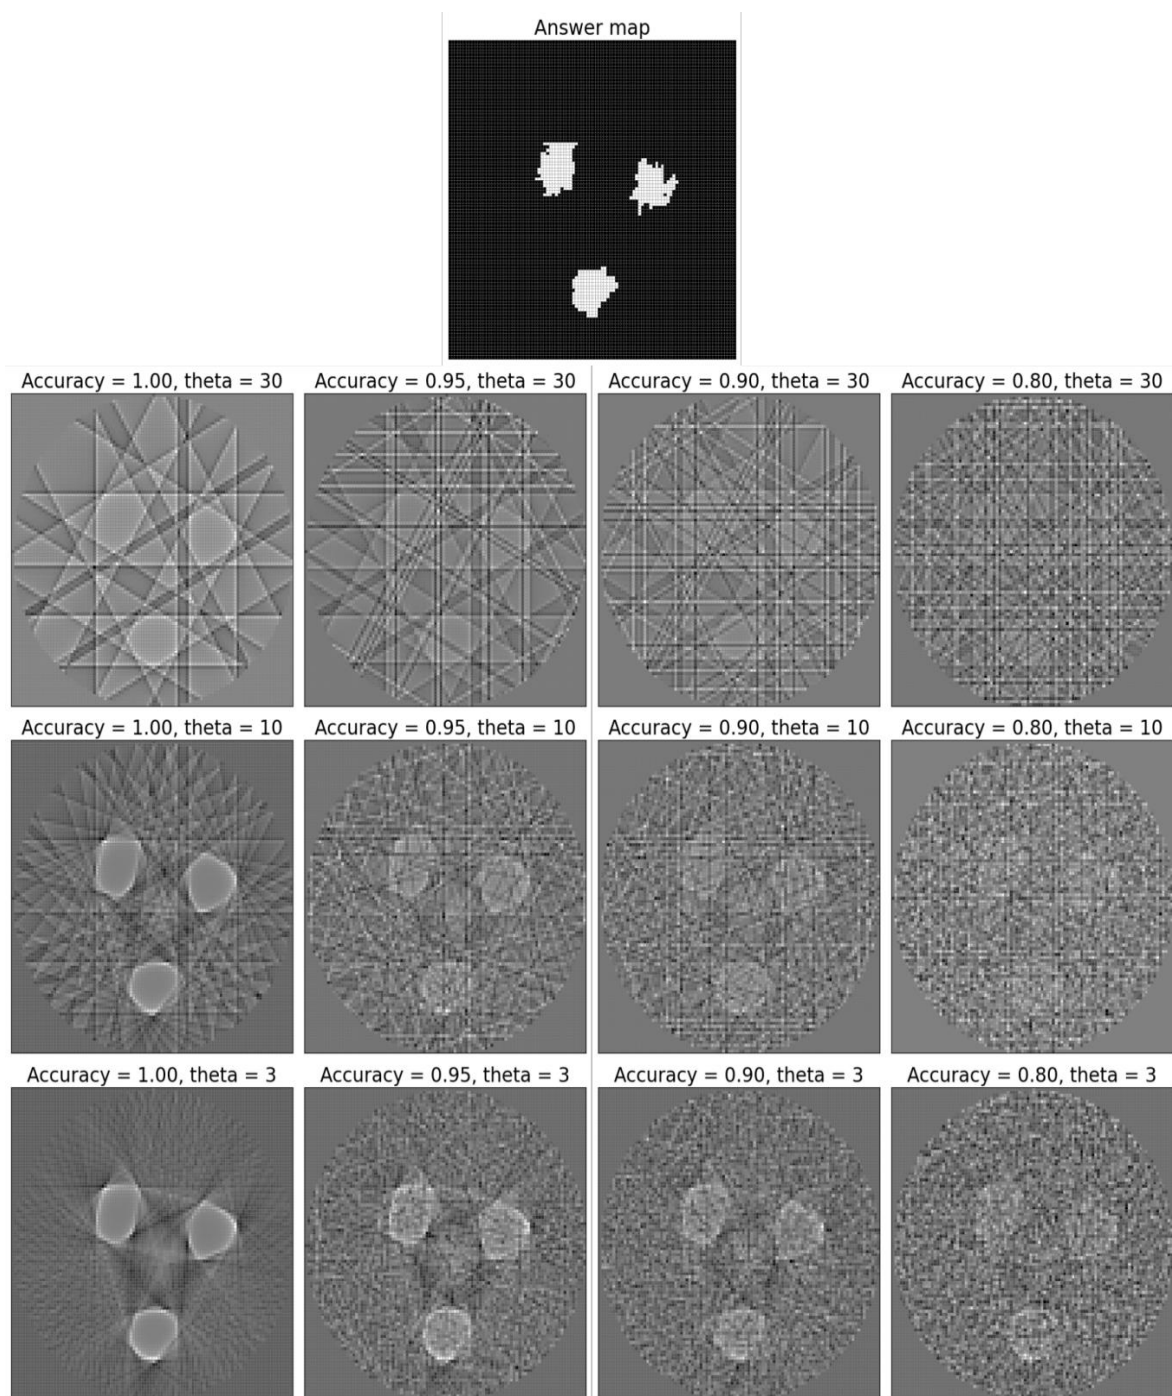 Answer map
Accuracy = 1.00, theta = 30
Accuracy = 0.95, theta = 30
Accuracy = 0.90, theta = 30
Accuracy = 0.80, theta = 30
Accuracy = 1.00, theta = 10
Accuracy = 0.95, theta = 10
Accuracy = 0.90, theta = 10
Accuracy = 0.80, theta = 10
Accuracy = 1.00, theta = 3
Accuracy = 0.95, theta = 3
Accuracy = 0.90, theta = 3
Accuracy = 0.80, theta = 3